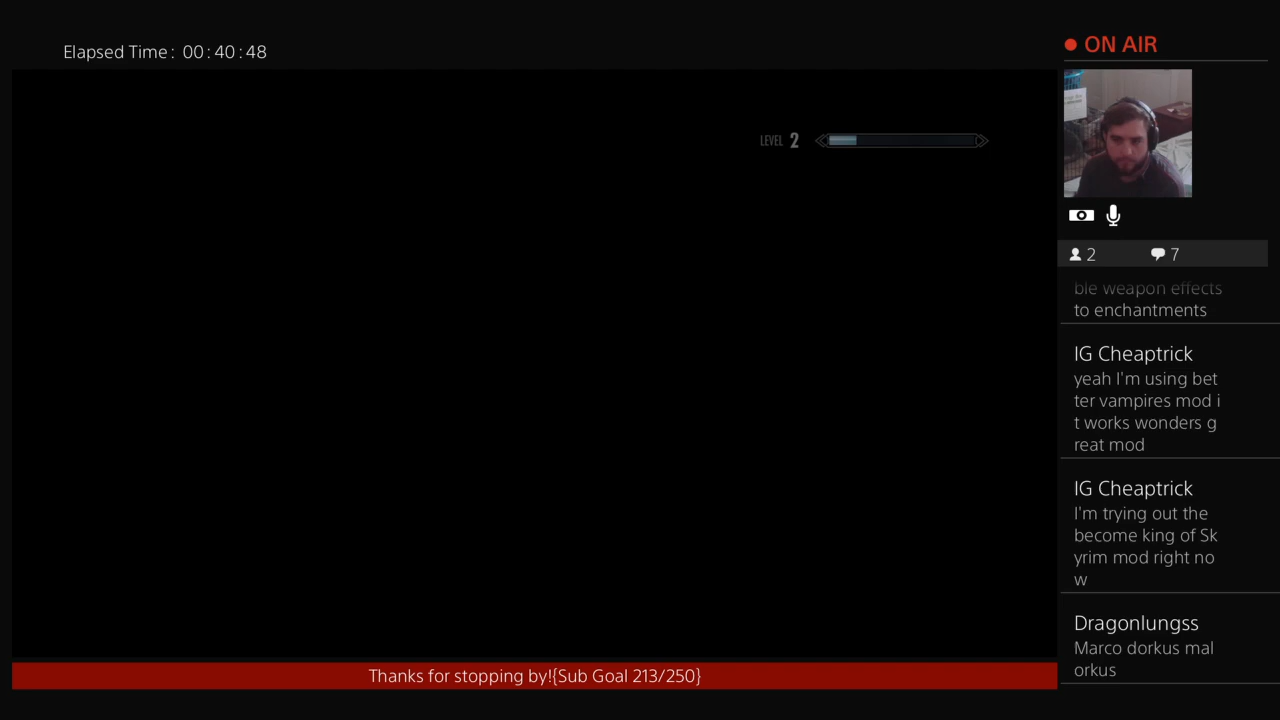 Elapsed Time: 00:40:48
ON AIR
LEVEL 2
2 7
ble weapon effects
to enchantments
IG Cheaptrick
yeah I'm using bet
ter vampires mod i
t works wonders g
reat mod
IG Cheaptrick
I'm trying out the
become king of Sk
yrim mod right no
w
Dragonlungss
Marco dorkus mal
orkus
Thanks for stopping by!{Sub Goal 213/250}